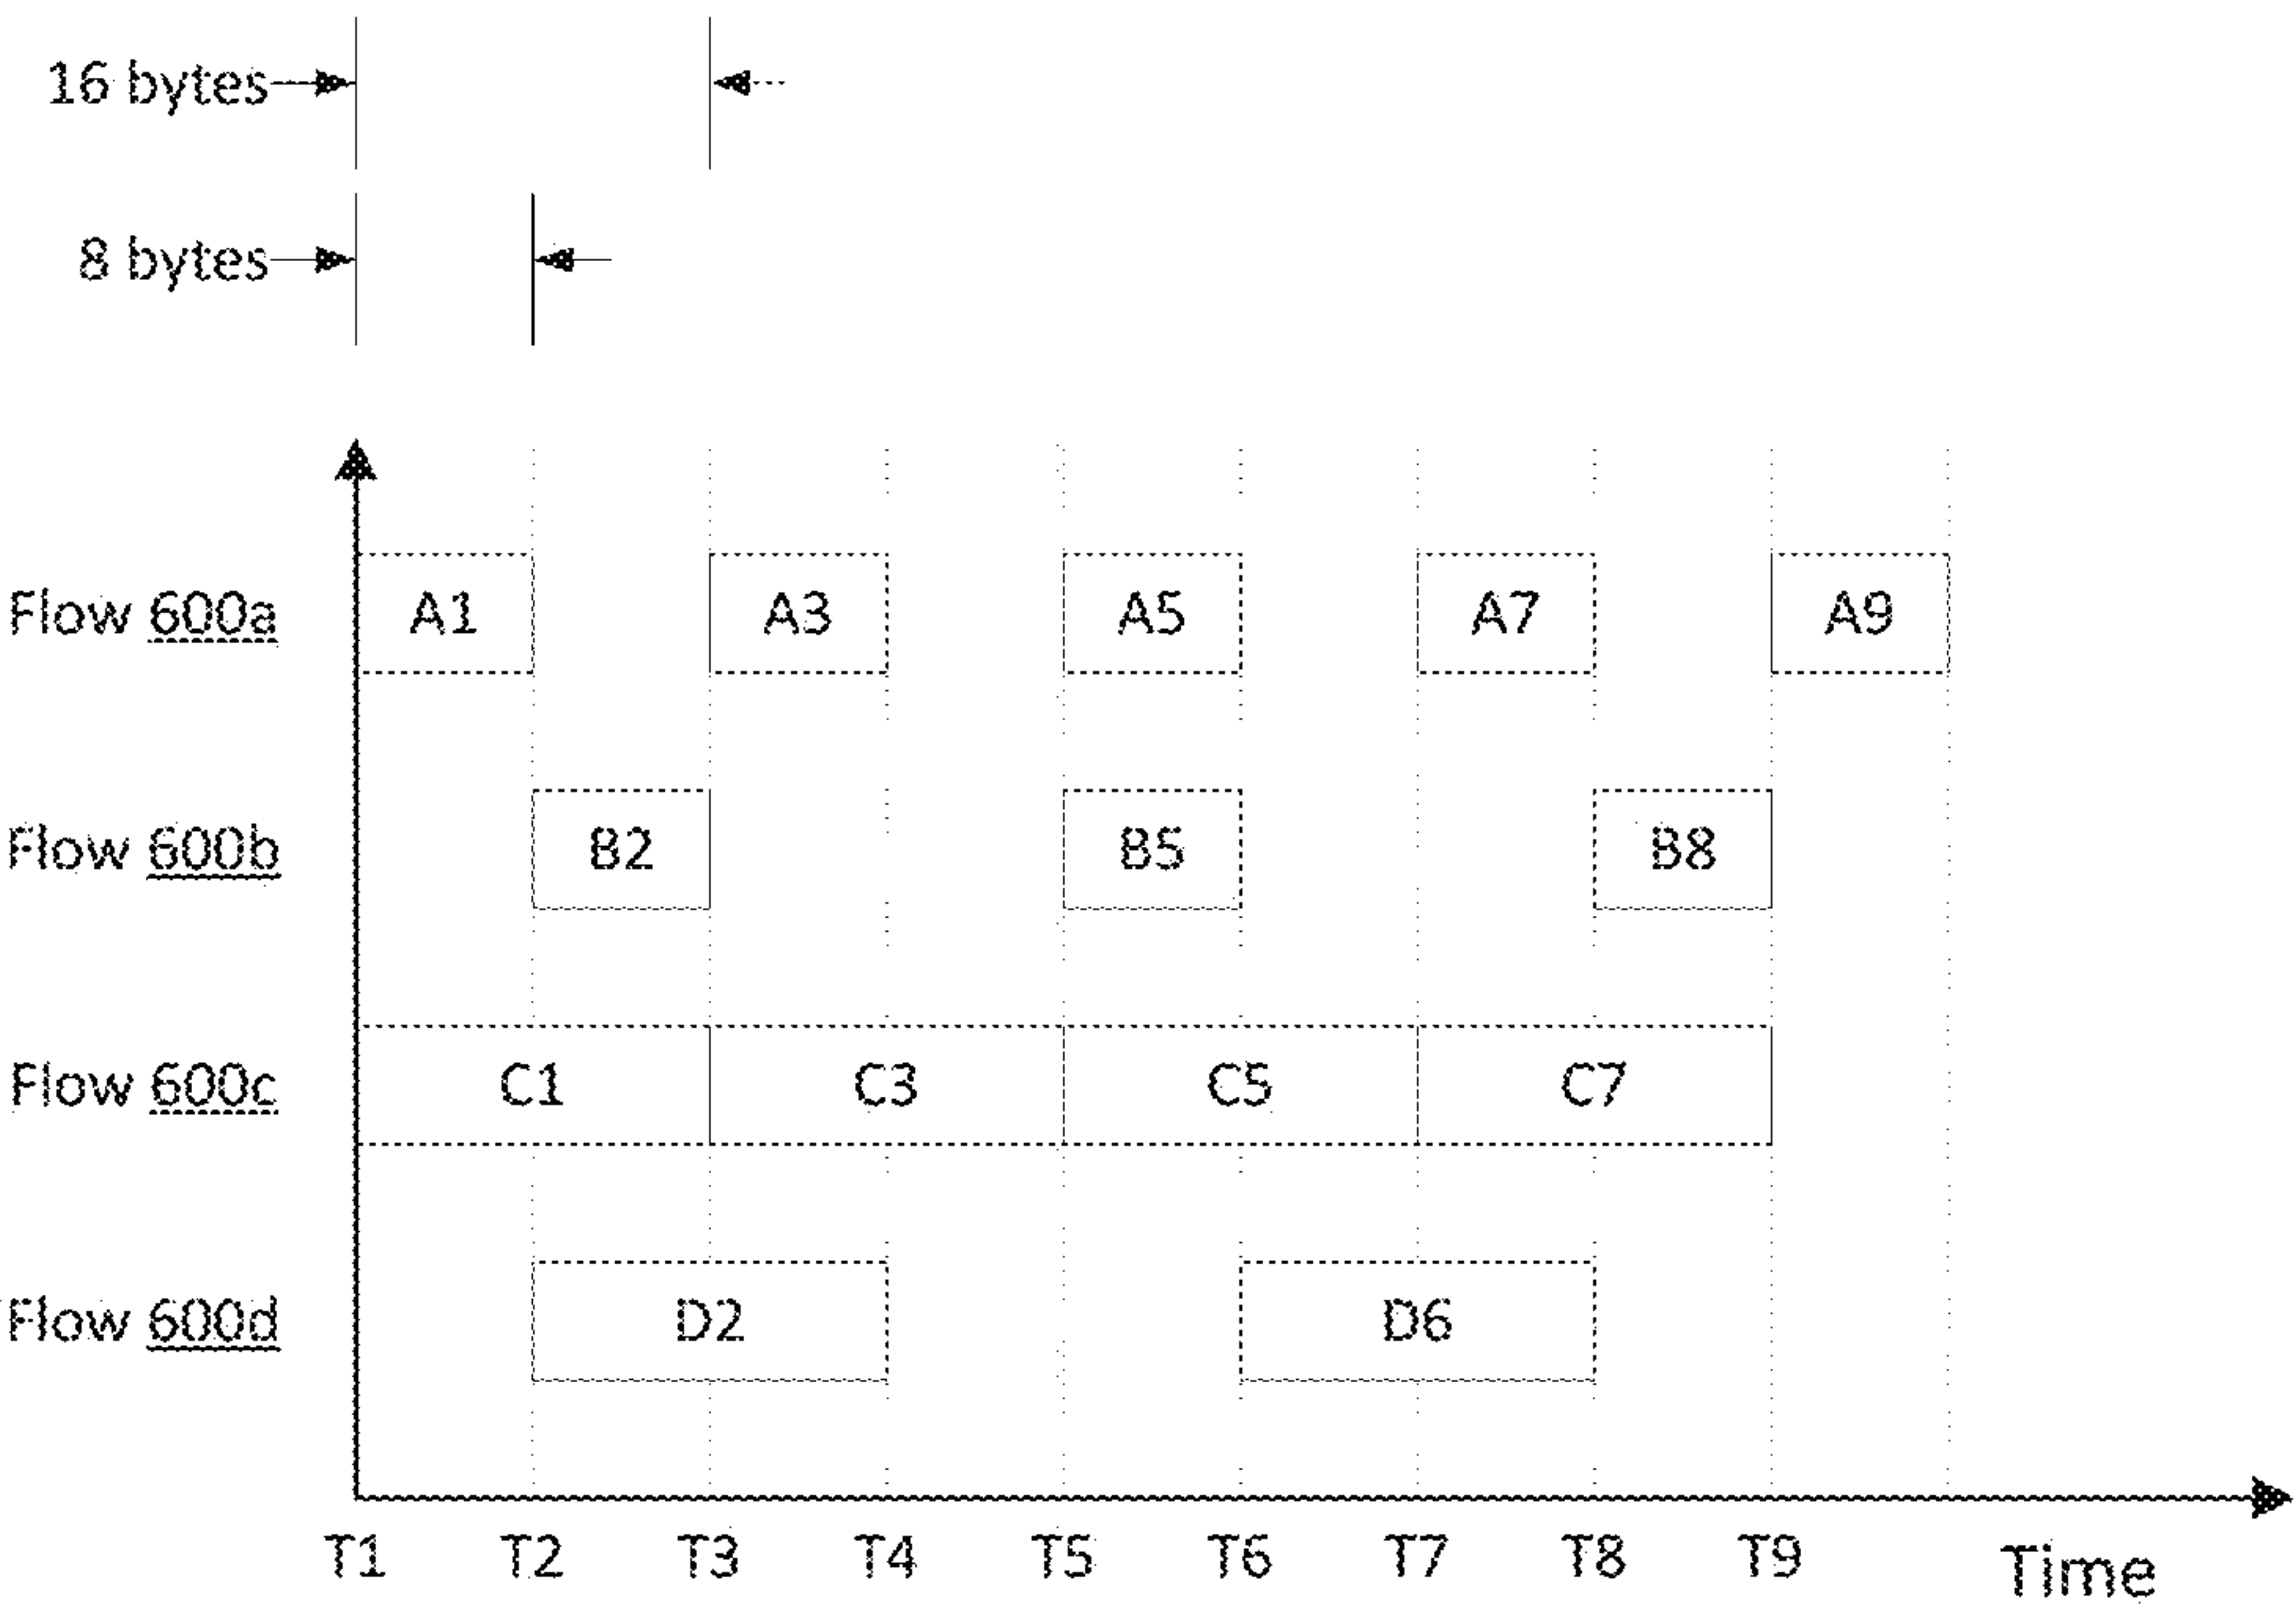 16 bytes
8 bytes
Flow 600a A1 A3 A5 A7 A9
Flow 600b B2 B5 B8
Flow 600c C1 C3 C5 C7
Flow 600d D2 D6
T1 T2 T3 T4 T5 T6 T7 T8 T9 Time